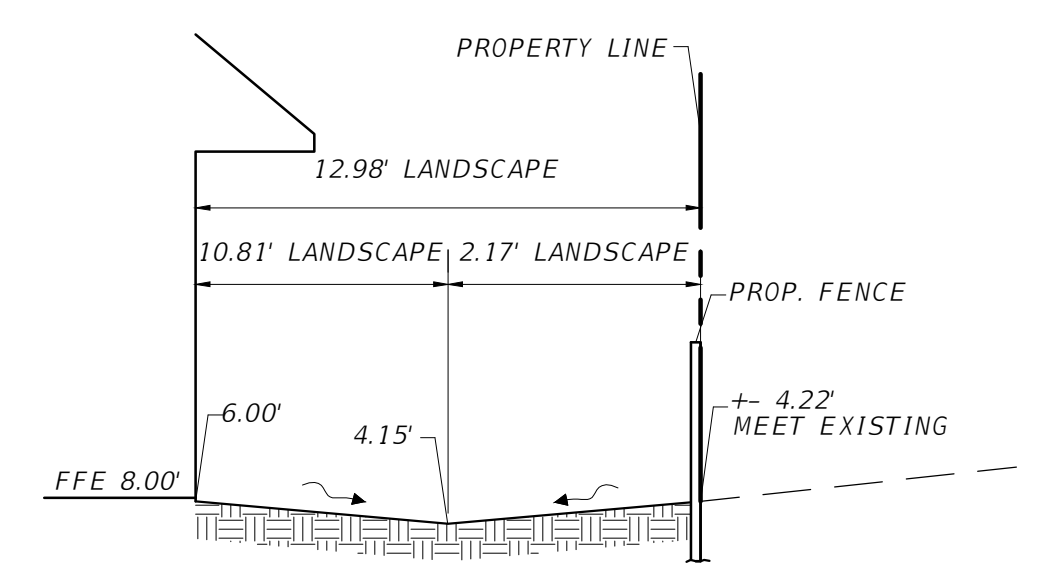 PROPERTY LINE
12.98' LANDSCAPE
10.81' LANDSCAPE
2.17' LANDSCAPE
PROP. FENCE
+- 4.22'
MEET EXISTING
6.00'
4.15'
FFE 8.00'